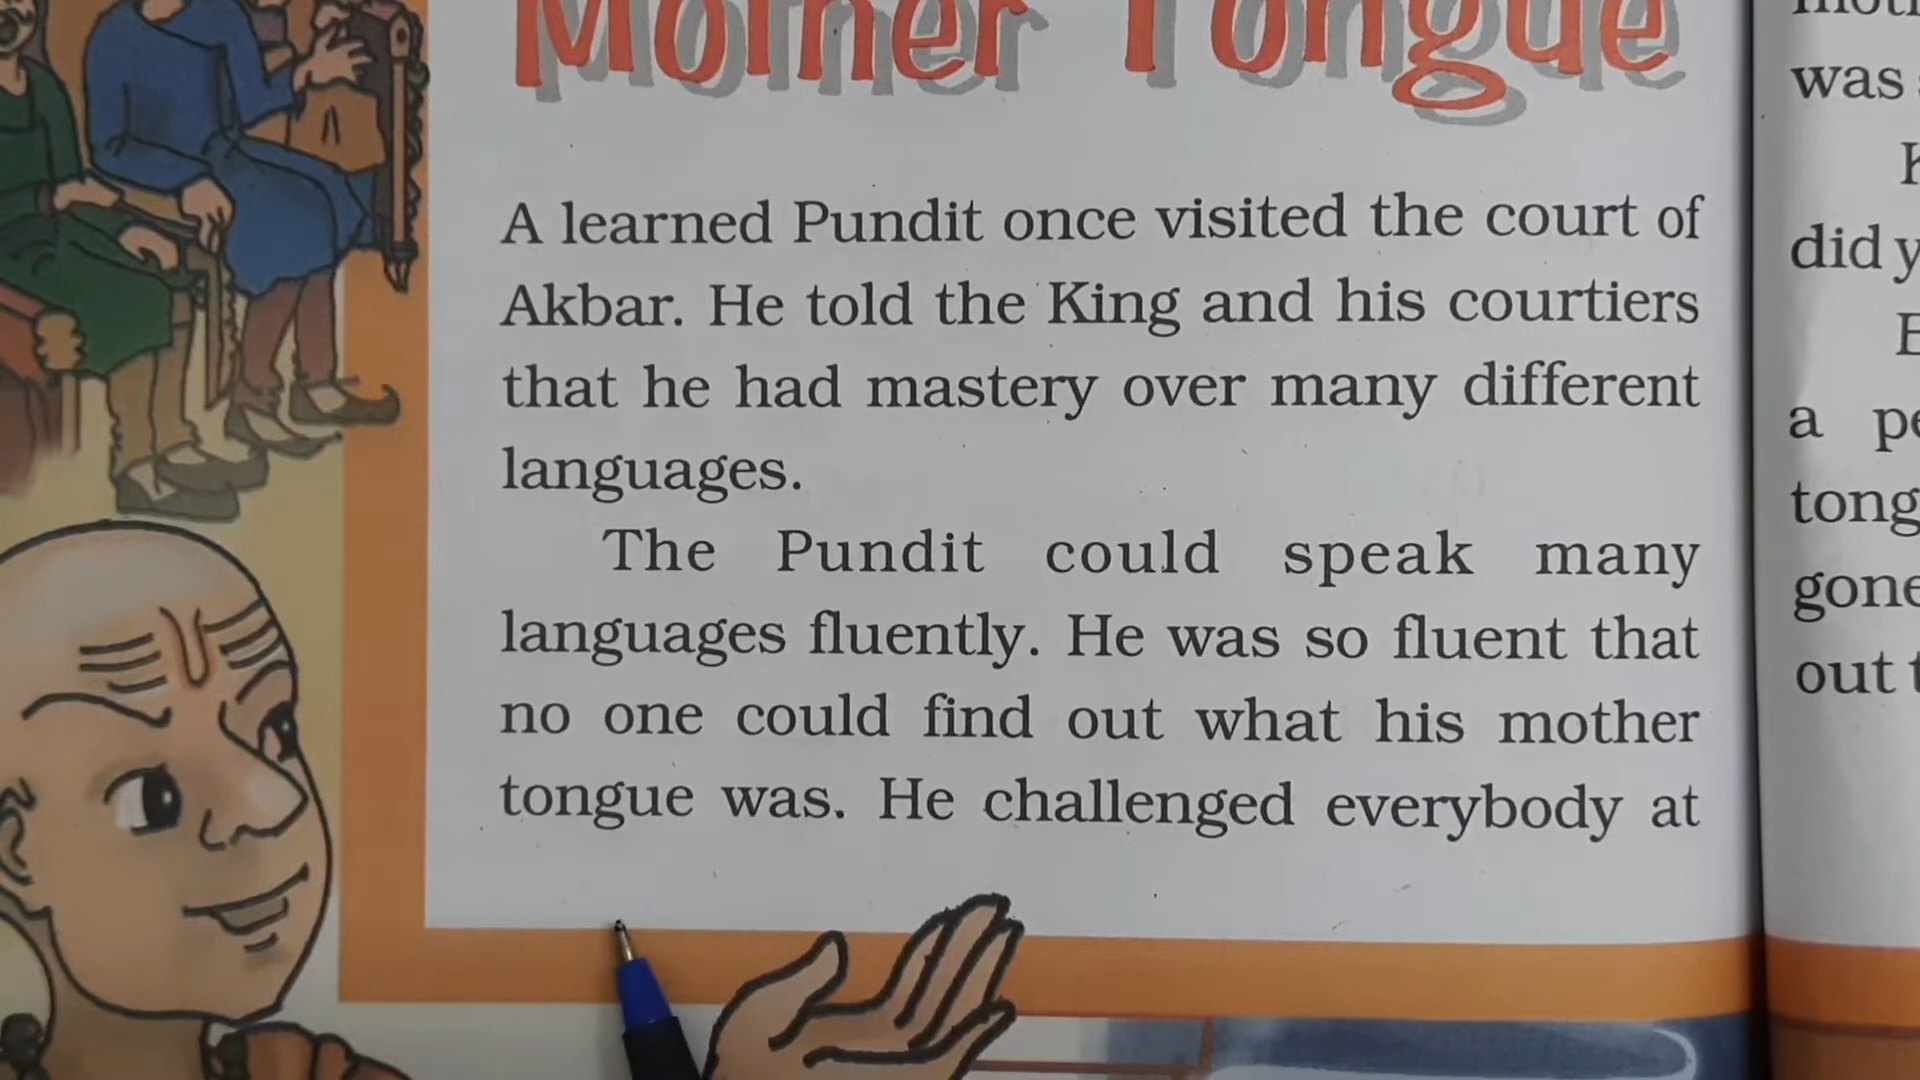 Mother Tongue
A learned Pundit once visited the court of
Akbar. He told the King and his courtiers
that he had mastery over many different
languages.
The Pundit could speak many
languages fluently. He was so fluent that
no one could find out what his mother
tongue was. He challenged everybody at
was
did
a
out